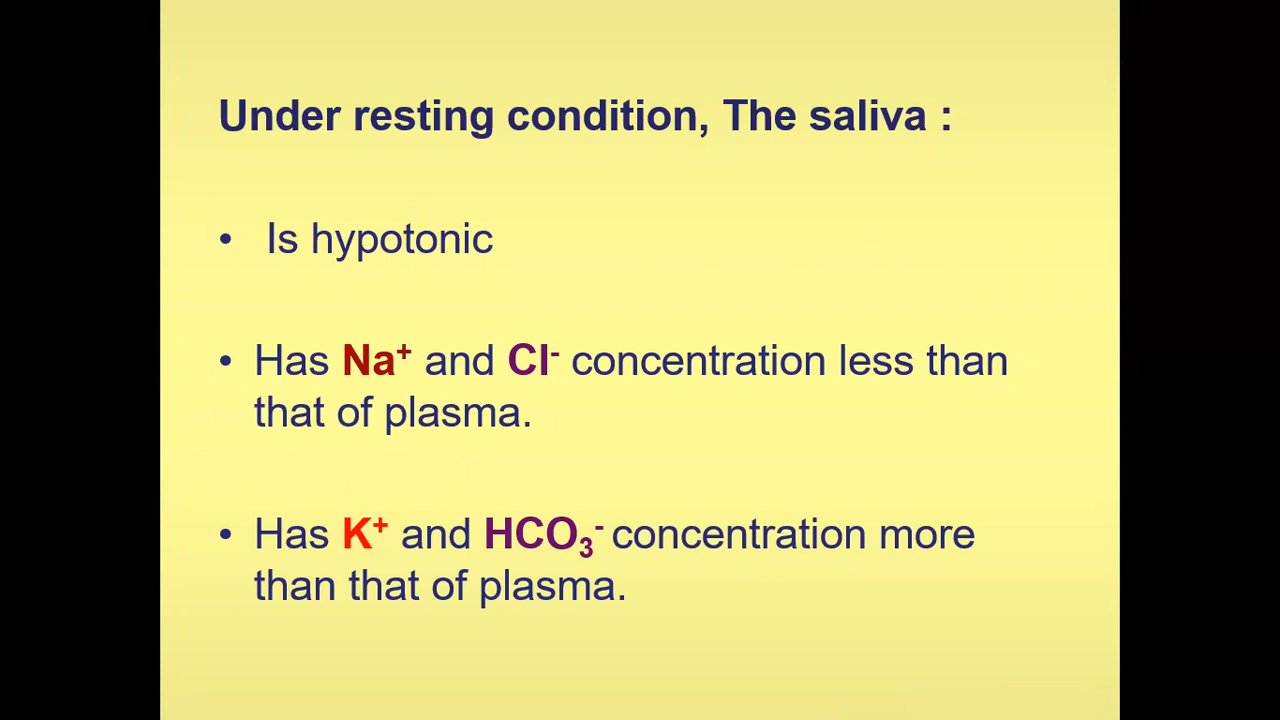 Under resting condition, The saliva :
• Is hypotonic
• Has Na⁺ and Cl⁻ concentration less than
that of plasma.
• Has K⁺ and HCO₃⁻ concentration more
than that of plasma.